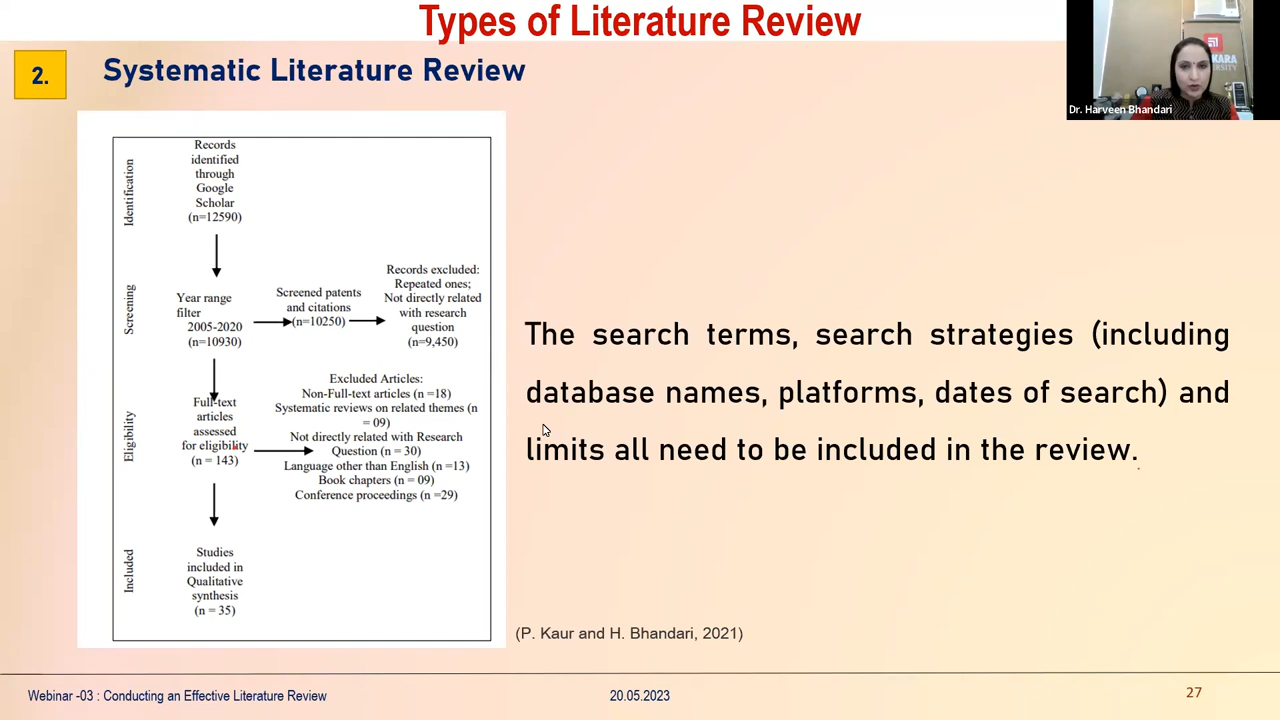 Types of Literature Review
2.
Systematic Literature Review
Dr. Harveen Bhandari
Identification
Records
identified
through
Google
Scholar
(n=12590)
Screening
Year range
filter
2005-2020
(n=10930)
Screened patents
and citations
(n=10250)
Records excluded:
Repeated ones;
Not directly related
with research
question
(n=9,450)
Eligibility
Full-text
articles
assessed
for eligibility
(n = 143)
Excluded Articles:
Non-Full-text articles (n =18)
Systematic reviews on related themes (n
= 09)
Not directly related with Research
Question (n = 30)
Language other than English (n =13)
Book chapters (n = 09)
Conference proceedings (n =29)
Included
Studies
included in
Qualitative
synthesis
(n = 35)
The search terms, search strategies (including
database names, platforms, dates of search) and
limits all need to be included in the review.
(P. Kaur and H. Bhandari, 2021)
Webinar -03 : Conducting an Effective Literature Review
20.05.2023
27